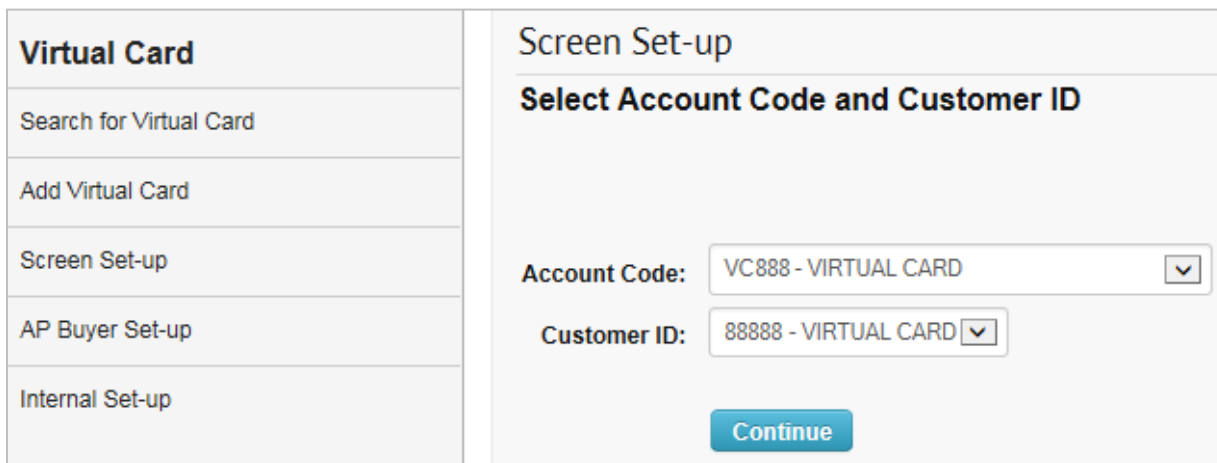 Virtual Card
Search for Virtual Card
Add Virtual Card
Screen Set-up
AP Buyer Set-up
Internal Set-up
Screen Set-up
Select Account Code and Customer ID
Account Code: VC888 - VIRTUAL CARD
Customer ID: 88888 - VIRTUAL CARD
Continue